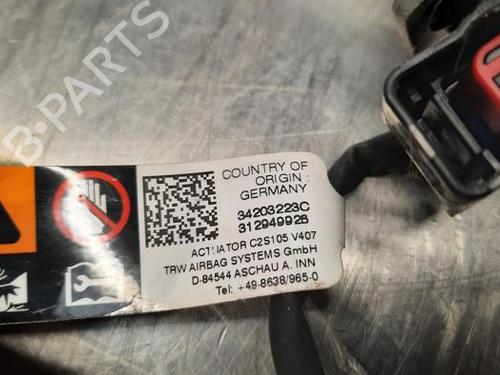 B-PARTS
COUNTRY OF
ORIGIN :
GERMANY
34203223C
312949928
ACTUATOR C2S105 V407
TRW AIRBAG SYSTEMS GmbH
D-84544 ASCHAU A. INN
Tel: +49-8638/965-0